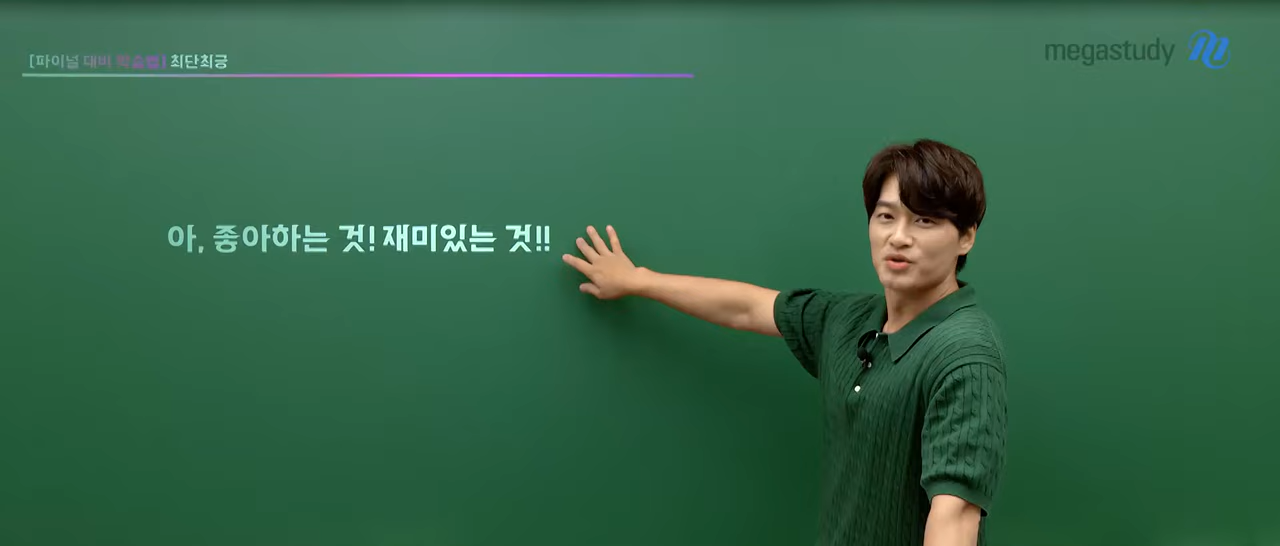 [파이널 대비 학습법] 최단최긍
megastudy
아, 좋아하는 것! 재미있는 것!!